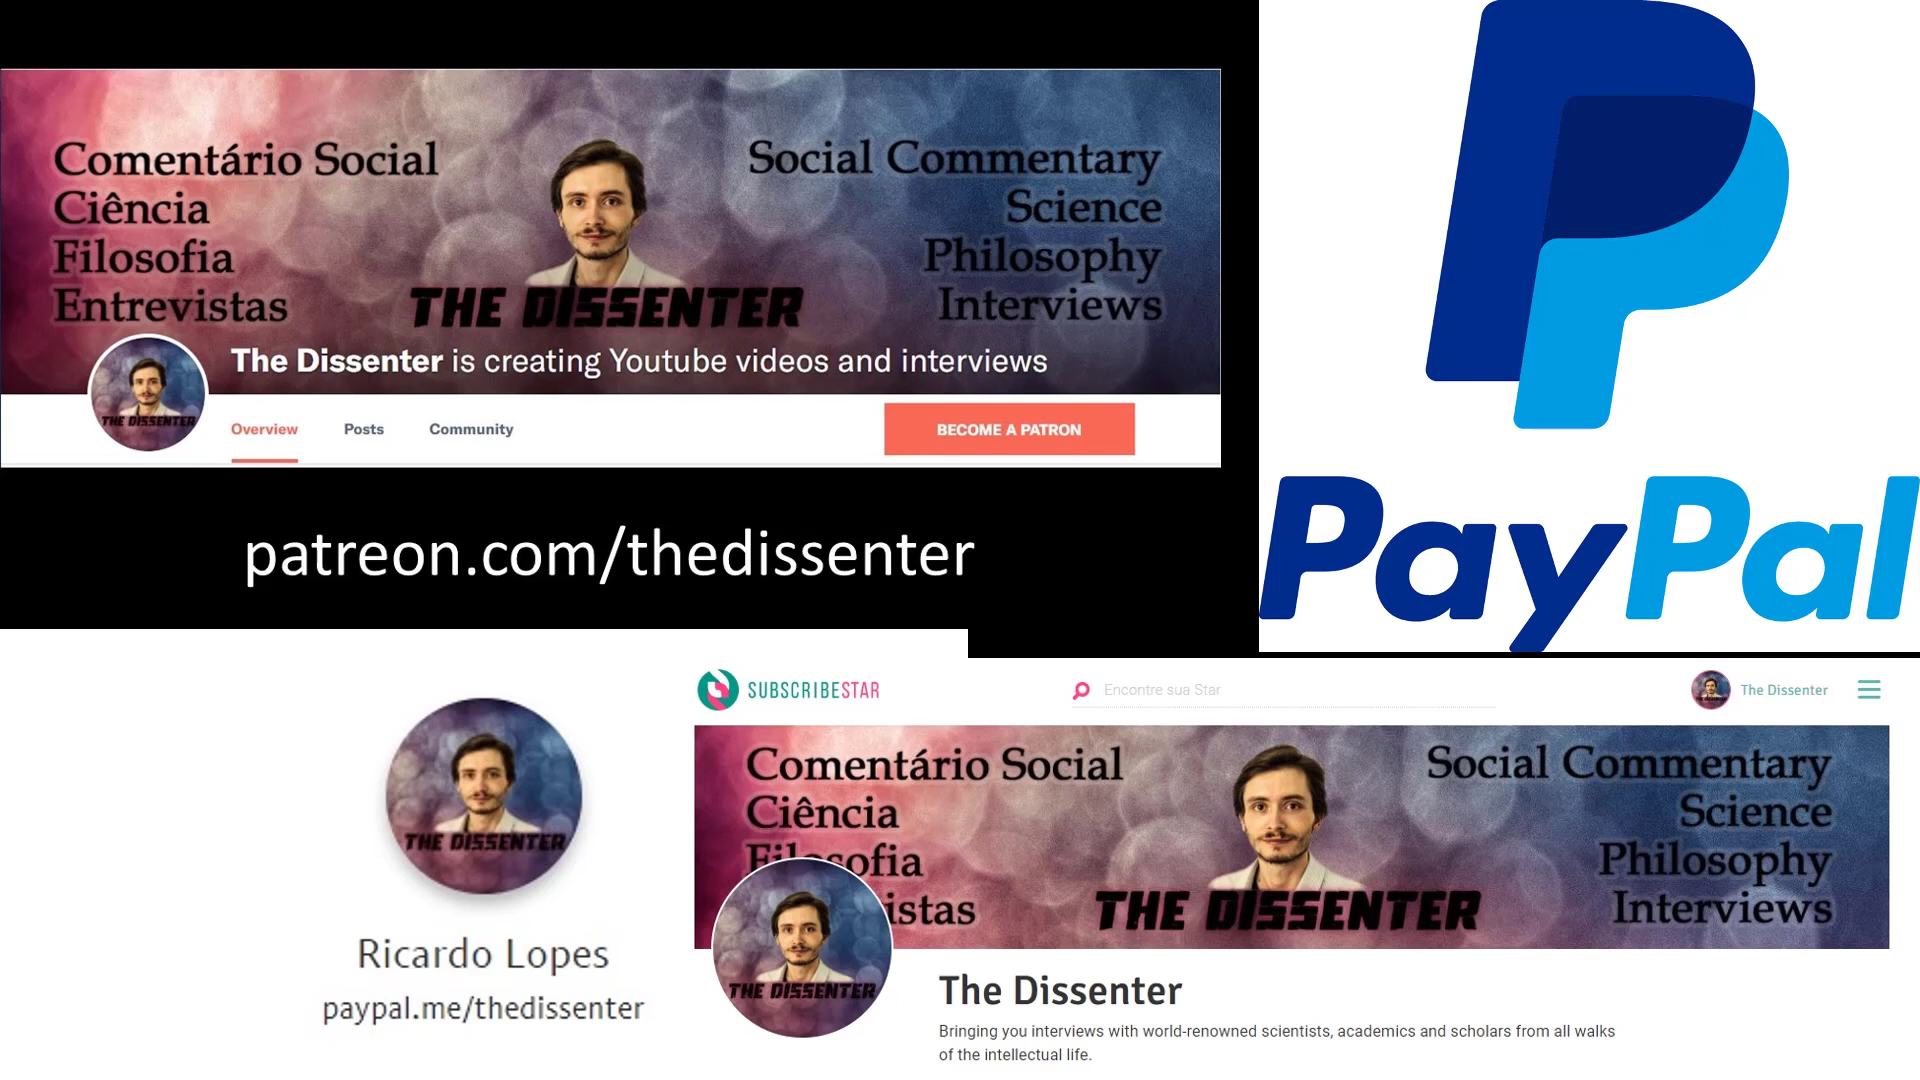 Comentário Social
Ciência
Filosofia
Entrevistas
Social Commentary
Science
Philosophy
Interviews
THE DISSENTER
The Dissenter is creating Youtube videos and interviews
THE DISSENTER
Overview
Posts
Community
BECOME A PATRON
patreon.com/thedissenter
PayPal
THE DISSENTER
Ricardo Lopes
paypal.me/thedissenter
SUBSCRIBESTAR
Encontre sua Star
The Dissenter
Comentário Social
Ciência
Filosofia
istas
Social Commentary
Science
Philosophy
Interviews
THE DISSENTER
THE DISSENTER
The Dissenter
Bringing you interviews with world-renowned scientists, academics and scholars from all walks
of the intellectual life.